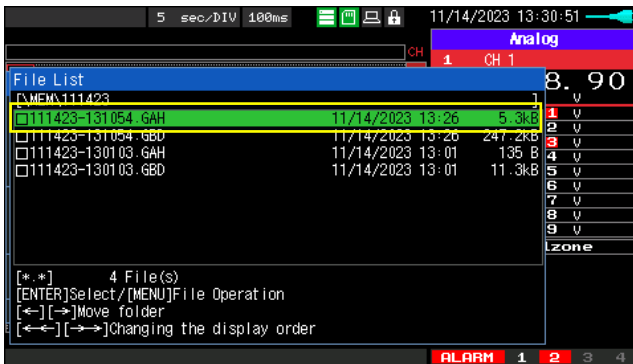 5 sec/DIV 100ms 11/14/2023 13:30:51
Analog
CH 1 CH 1
File List 8.90
[\MEM\111423 ] V
111423-131054.GAH 11/14/2023 13:26 5.3kB 1 V
111423-131054.GBD 11/14/2023 13:26 247.2kB 2 V
111423-130103.GAH 11/14/2023 13:01 135 B 3 V
111423-130103.GBD 11/14/2023 13:01 11.3kB 4 V
5 V
6 V
7 V
8 V
9 V
lzone
[*.*] 4 File(s)
[ENTER]Select/[MENU]File Operation
[←][→]Move folder
[←←][→→]Changing the display order
ALARM 1 2 3 4